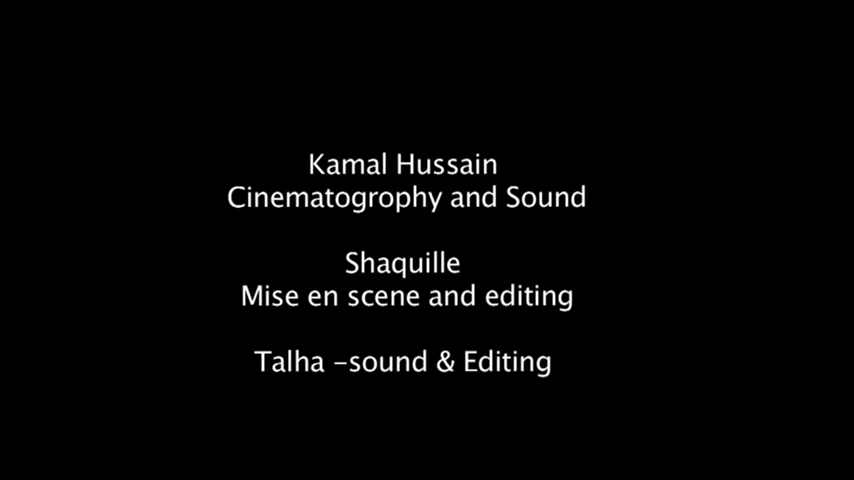 Kamal Hussain
Cinematogrophy and Sound
Shaquille
Mise en scene and editing
Talha -sound & Editing